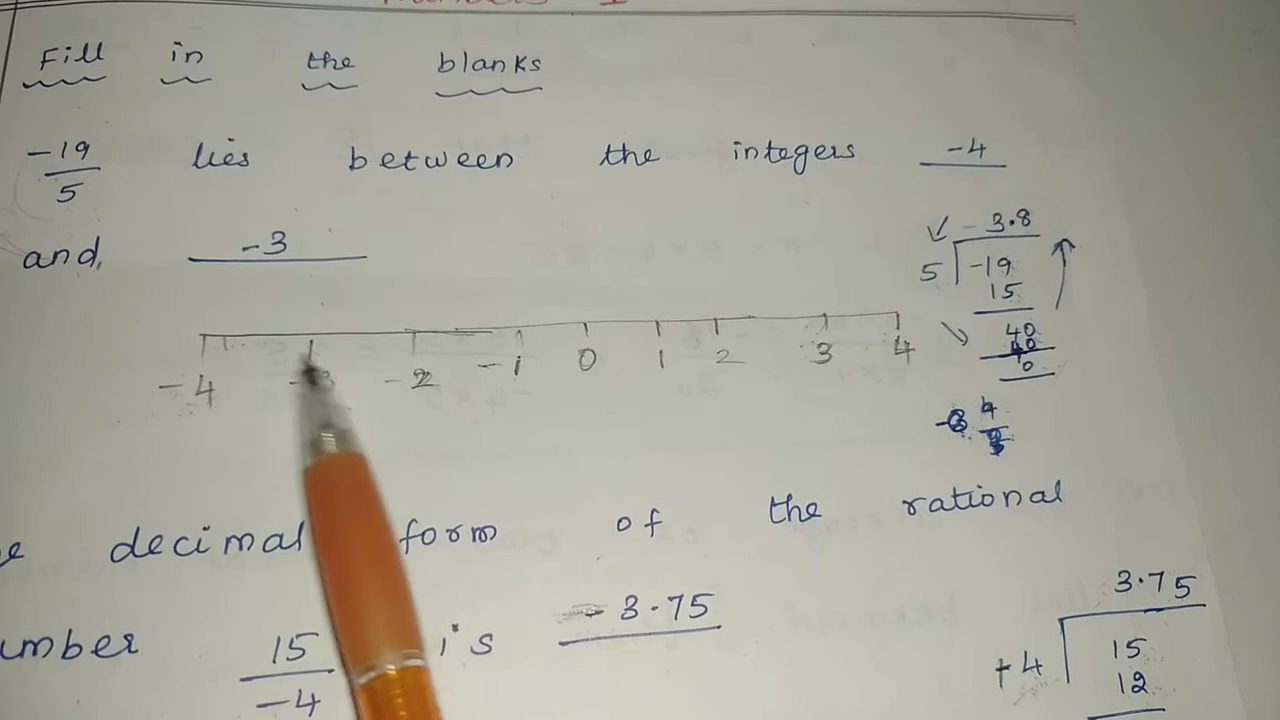 Fill in the blanks
-19/5 lies between the integers -4
and, -3
-3.8
5 -19
15
40
40
0
-4 -2 -1 0 1 2 3 4
decimal form of the rational
15/-4 is - 3.75
3.75
+4 15
12